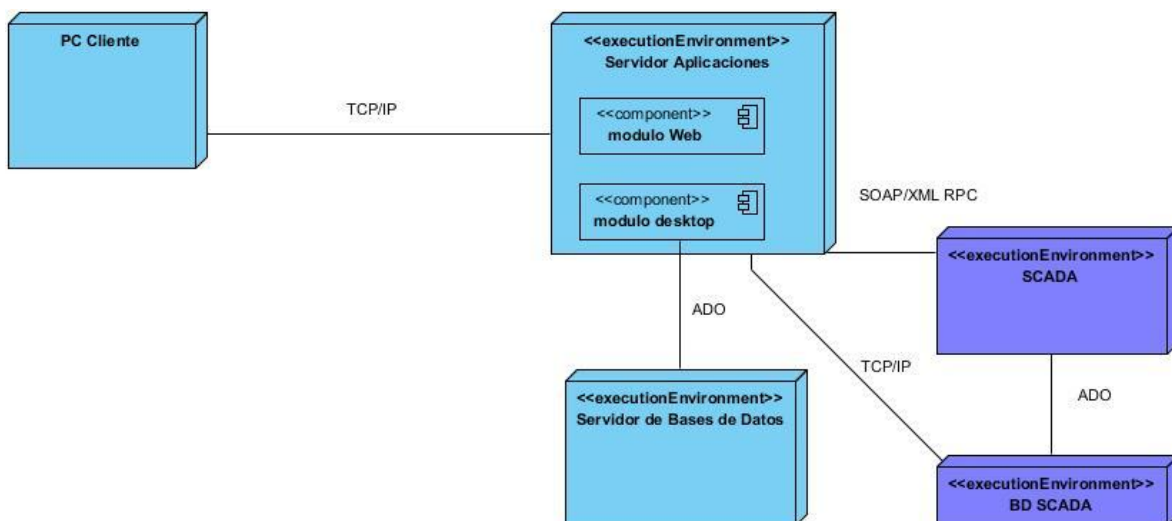 PC Cliente
TCP/IP
<<executionEnvironment>>
Servidor Aplicaciones
<<component>>
modulo Web
<<component>>
modulo desktop
SOAP/XML RPC
<<executionEnvironment>>
SCADA
ADO
TCP/IP
ADO
<<executionEnvironment>>
Servidor de Bases de Datos
<<executionEnvironment>>
BD SCADA